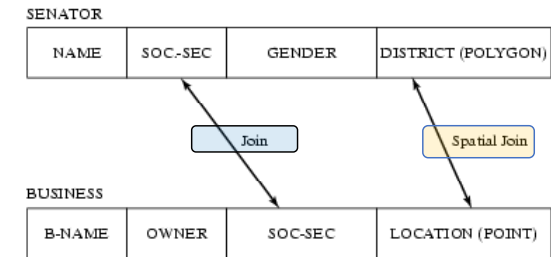 SENATOR
NAME SOC.-SEC GENDER DISTRICT (POLYGON)
Join Spatial Join
BUSINESS
B-NAME OWNER SOC-SEC LOCATION (POINT)